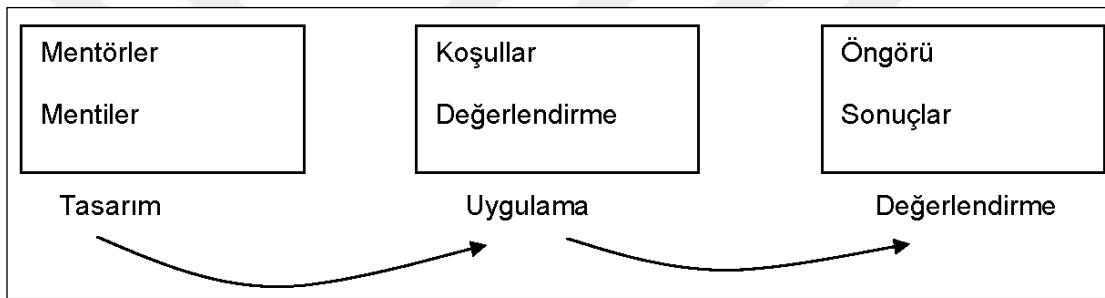 Mentörler
Mentiler
Koşullar
Değerlendirme
Öngörü
Sonuçlar
Tasarım
Uygulama
Değerlendirme